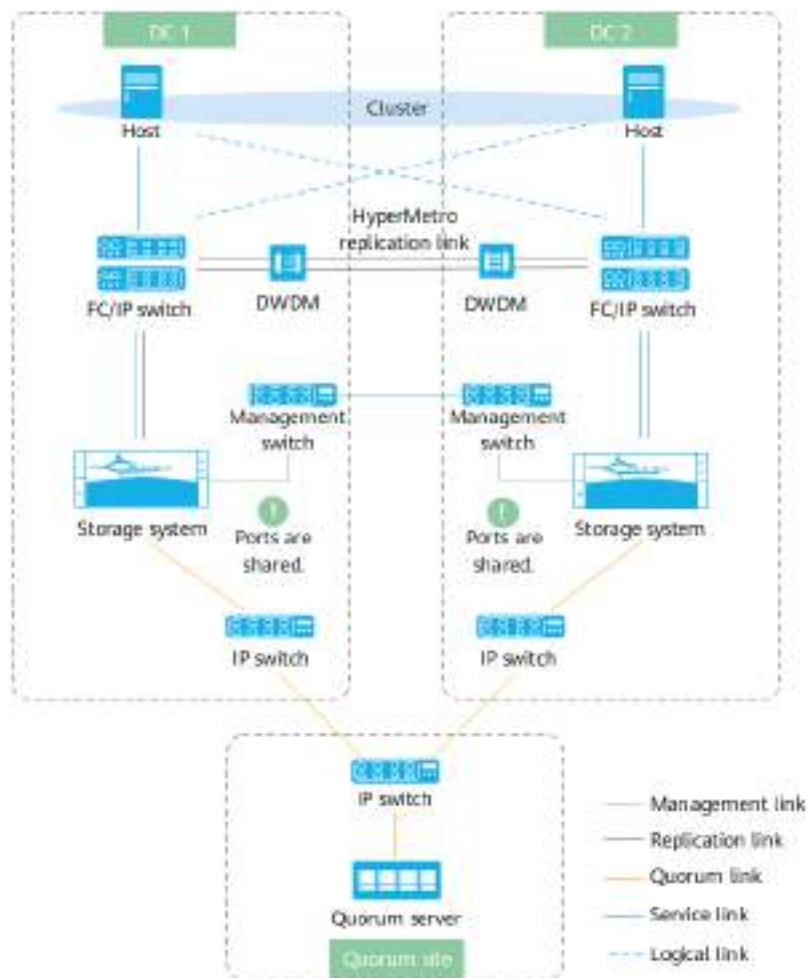 DC 1
DC 2
Cluster
Host
Host
HyperMetro
replication link
FC/IP switch
DWDM
DWDM
FC/IP switch
Management
switch
Management
switch
Storage system
Ports are
shared.
Ports are
shared.
Storage system
IP switch
IP switch
IP switch
Quorum server
Quorum site
Management link
Replication link
Quorum link
Service link
Logical link